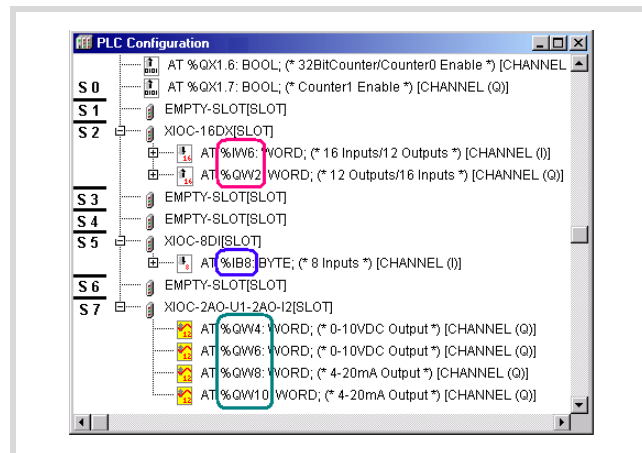 PLC Configuration
AT %QX1.6: BOOL; (* 32BitCounter/Counter0 Enable *) [CHANNEL
S 0 AT %QX1.7: BOOL; (* Counter1 Enable *) [CHANNEL (Q)]
S 1 EMPTY-SLOT[SLOT]
S 2 XIOC-16DX[SLOT]
AT %IW6: WORD; (* 16 Inputs/12 Outputs *) [CHANNEL (I)]
AT %QW2: WORD; (* 12 Outputs/16 Inputs *) [CHANNEL (Q)]
S 3 EMPTY-SLOT[SLOT]
S 4 EMPTY-SLOT[SLOT]
S 5 XIOC-8DI[SLOT]
AT %IB8: BYTE; (* 8 Inputs *) [CHANNEL (I)]
S 6 EMPTY-SLOT[SLOT]
S 7 XIOC-2AO-U1-2AO-I2[SLOT]
AT %QW4: WORD; (* 0-10VDC Output *) [CHANNEL (Q)]
AT %QW6: WORD; (* 0-10VDC Output *) [CHANNEL (Q)]
AT %QW8: WORD; (* 4-20mA Output *) [CHANNEL (Q)]
AT %QW10: WORD; (* 4-20mA Output *) [CHANNEL (Q)]